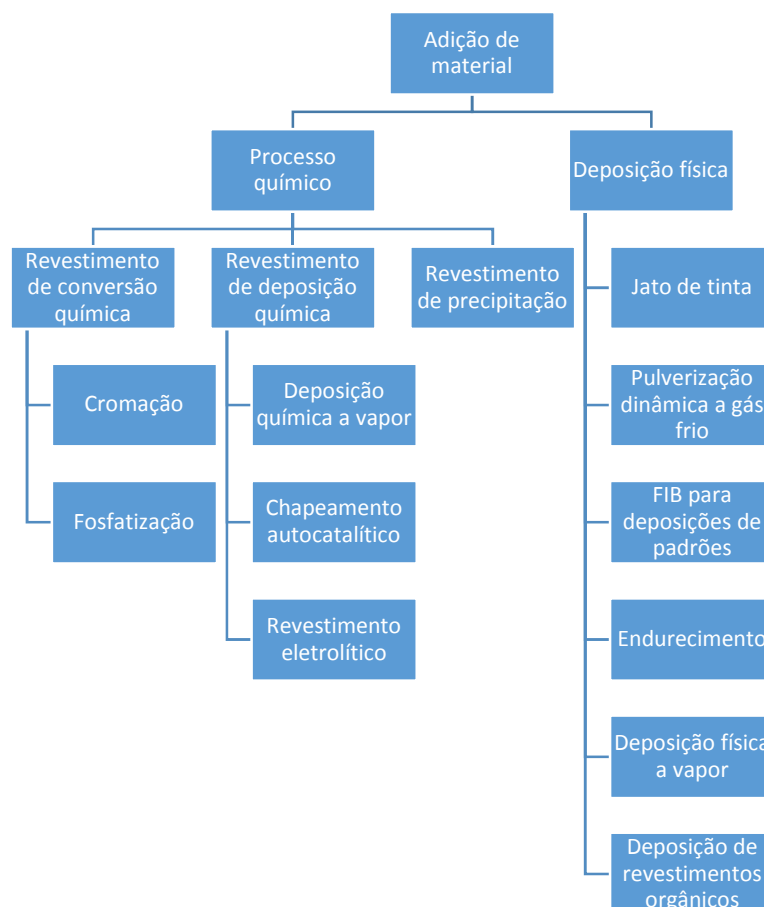 Adição de
material
Processo
químico
Deposição física
Revestimento
de conversão
química
Revestimento
de deposição
química
Revestimento
de precipitação
Jato de tinta
Cromação
Deposição
química a vapor
Pulverização
dinâmica a gás
frio
Fosfatização
Chapeamento
autocatalítico
FIB para
deposições de
padrões
Revestimento
eletrolítico
Endurecimento
Deposição física
a vapor
Deposição de
revestimentos
orgânicos